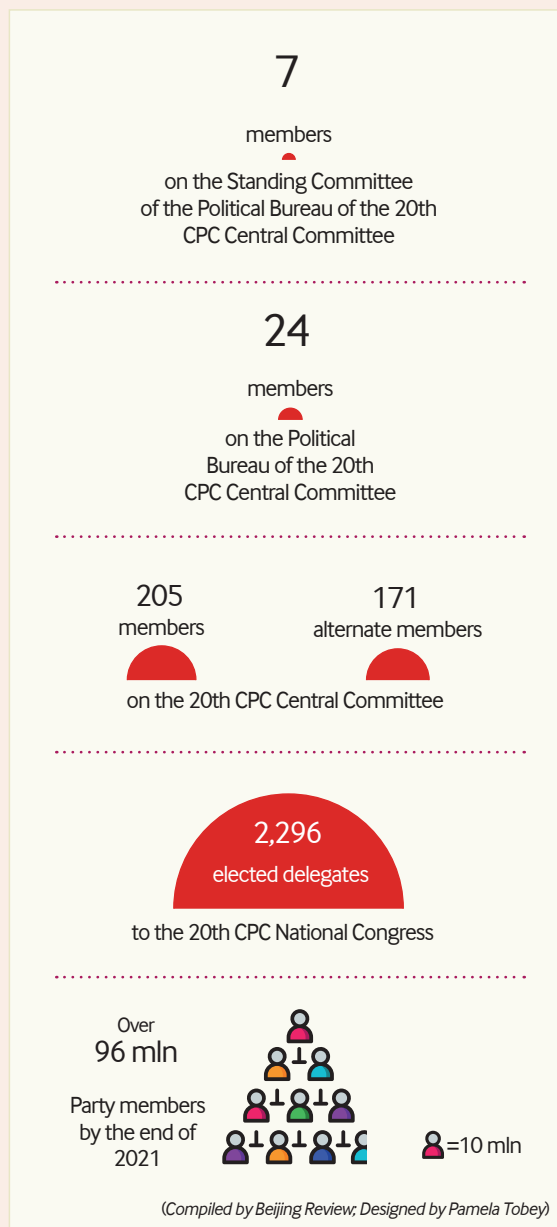 7
members
on the Standing Committee
of the Political Bureau of the 20th
CPC Central Committee
24
members
on the Political
Bureau of the 20th
CPC Central Committee
205
members
171
alternate members
on the 20th CPC Central Committee
2,296
elected delegates
to the 20th CPC National Congress
Over
96 mln
Party members
by the end of
2021
=10 mln
(Compiled by Beijing Review; Designed by Pamela Tobey)